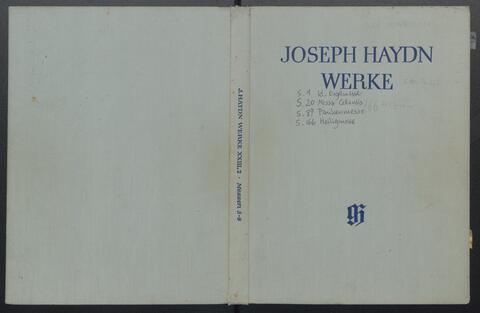 JOSEPH HAYDN
WERKE
S. 1 kl. Orgelmesse
S. 20 Missa Cellensis
S. 89 Paukenmesse
S. 166 Heiligmesse
J. HAYDN WERKE XXIII, 2 · Messen 5–8